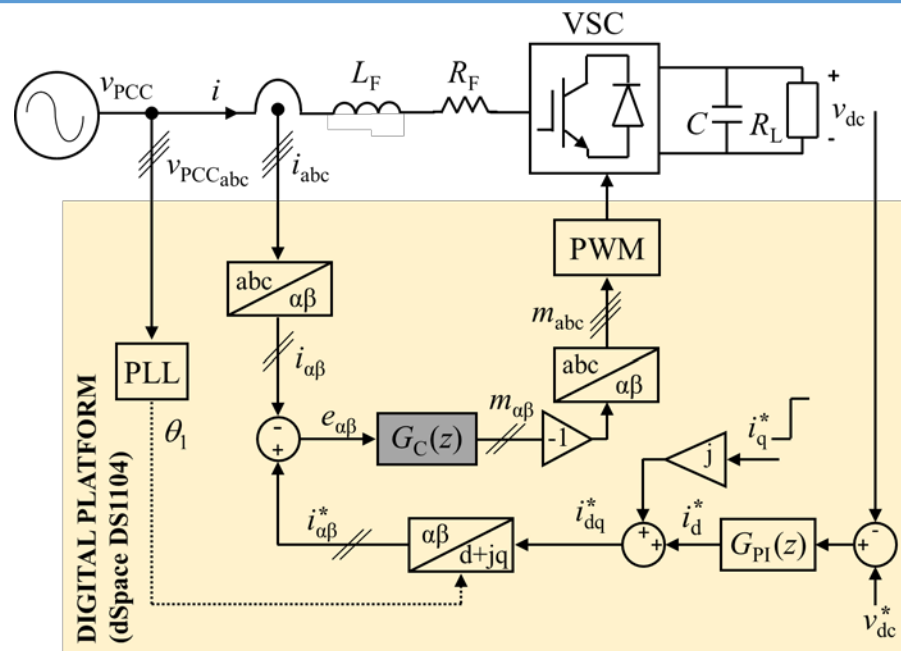 VSC
v_PCC
i
L_F
R_F
C
R_L
+
v_dc
-
v_PCCabc
i_abc
PWM
abc
αβ
m_abc
i_αβ
PLL
abc
αβ
θ_1
-
+
e_αβ
G_C(z)
m_αβ
-1
j
i_q^*
i_αβ^*
αβ
d+jq
i_dq^*
+
+
i_d^*
G_PI(z)
-
+
v_dc^*
DIGITAL PLATFORM
(dSpace DS1104)